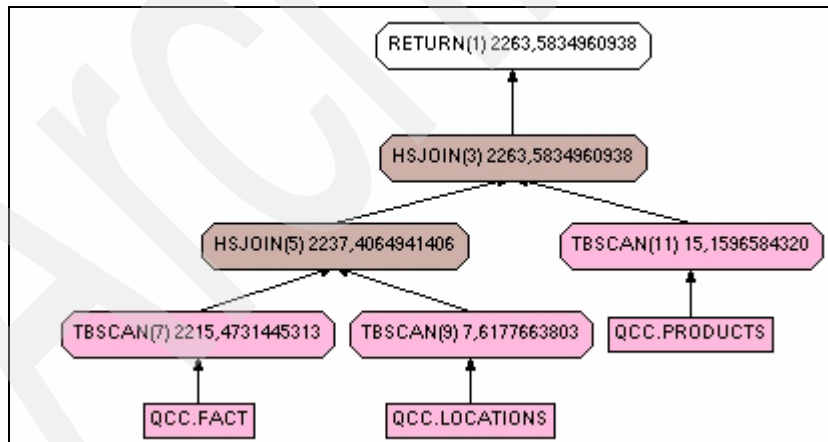 RETURN(1) 2263,5834960938
HSJOIN(3) 2263,5834960938
HSJOIN(5) 2237,4064941406
TBSCAN(11) 15,1596584320
TBSCAN(7) 2215,4731445313
TBSCAN(9) 7,6177663803
QCC.PRODUCTS
QCC.FACT
QCC.LOCATIONS